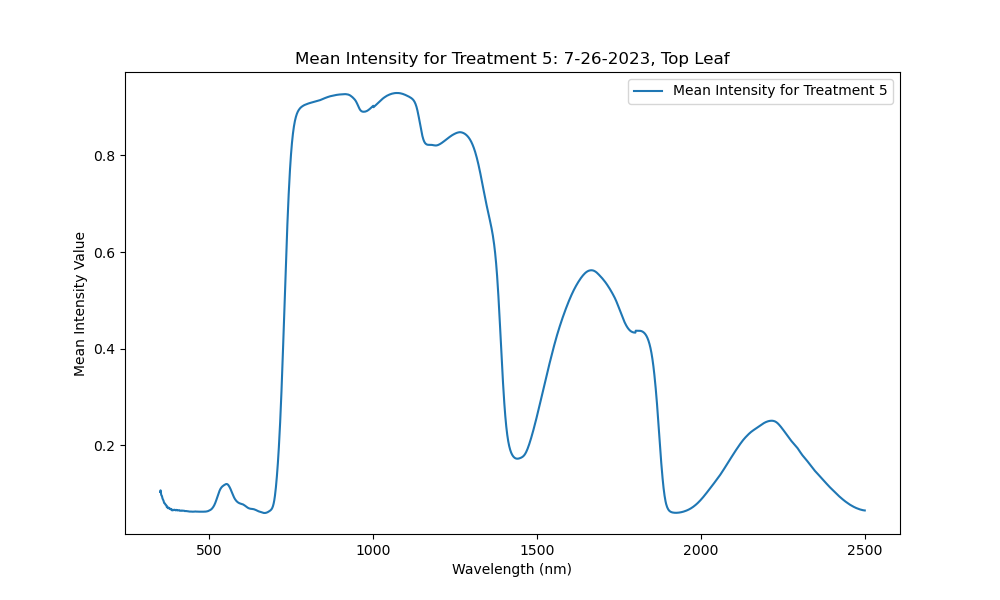 Mean Intensity for Treatment 5: 7-26-2023, Top Leaf
Mean Intensity for Treatment 5
Mean Intensity Value
0.8
0.6
0.4
0.2
500 1000 1500 2000 2500
Wavelength (nm)